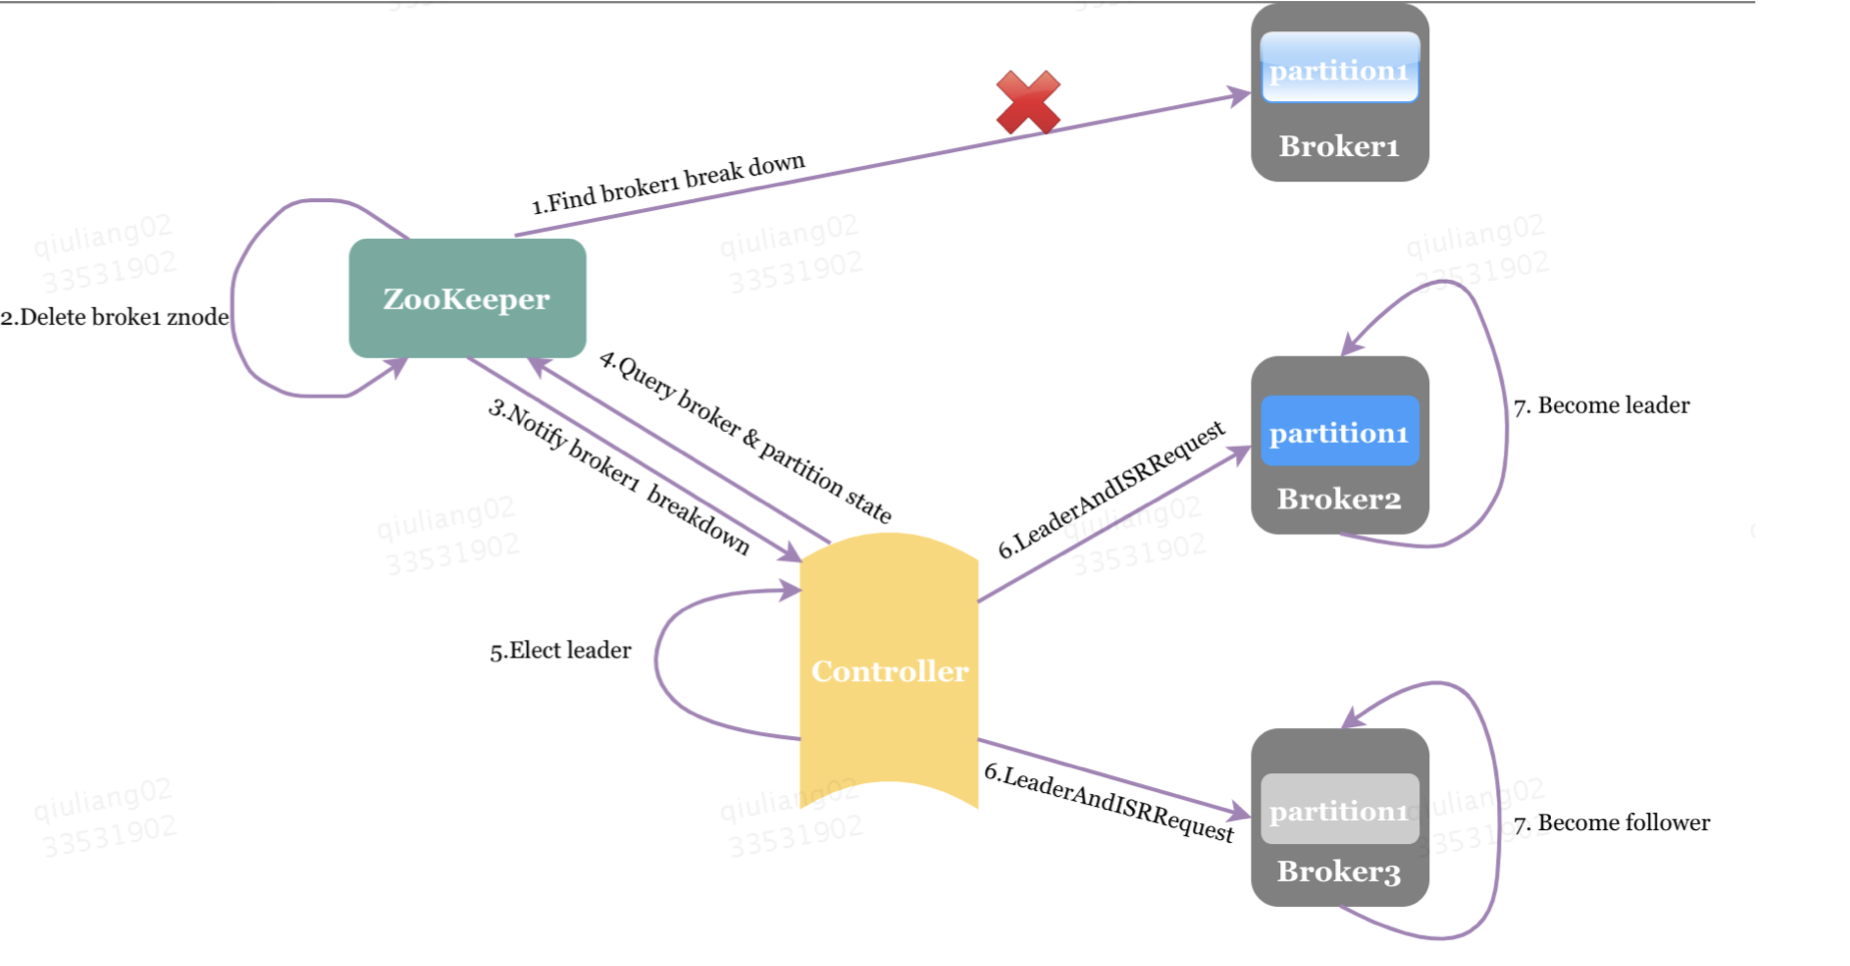 partition1
Broker1
1.Find broker1 break down
qiuliang02
33531902
qiuliang02
33531902
qiuliang02
33531902
ZooKeeper
2.Delete broke1 znode
4.Query broker & partition state
3.Notify broker1 breakdown
7. Become leader
partition1
Broker2
6.LeaderAndISRRequest
qiuliang02
33531902
qiuliang02
33531902
5.Elect leader
Controller
6.LeaderAndISRRequest
partition1
Broker3
7. Become follower
qiuliang02
33531902
qiuliang02
33531902
qiuliang02
33531902